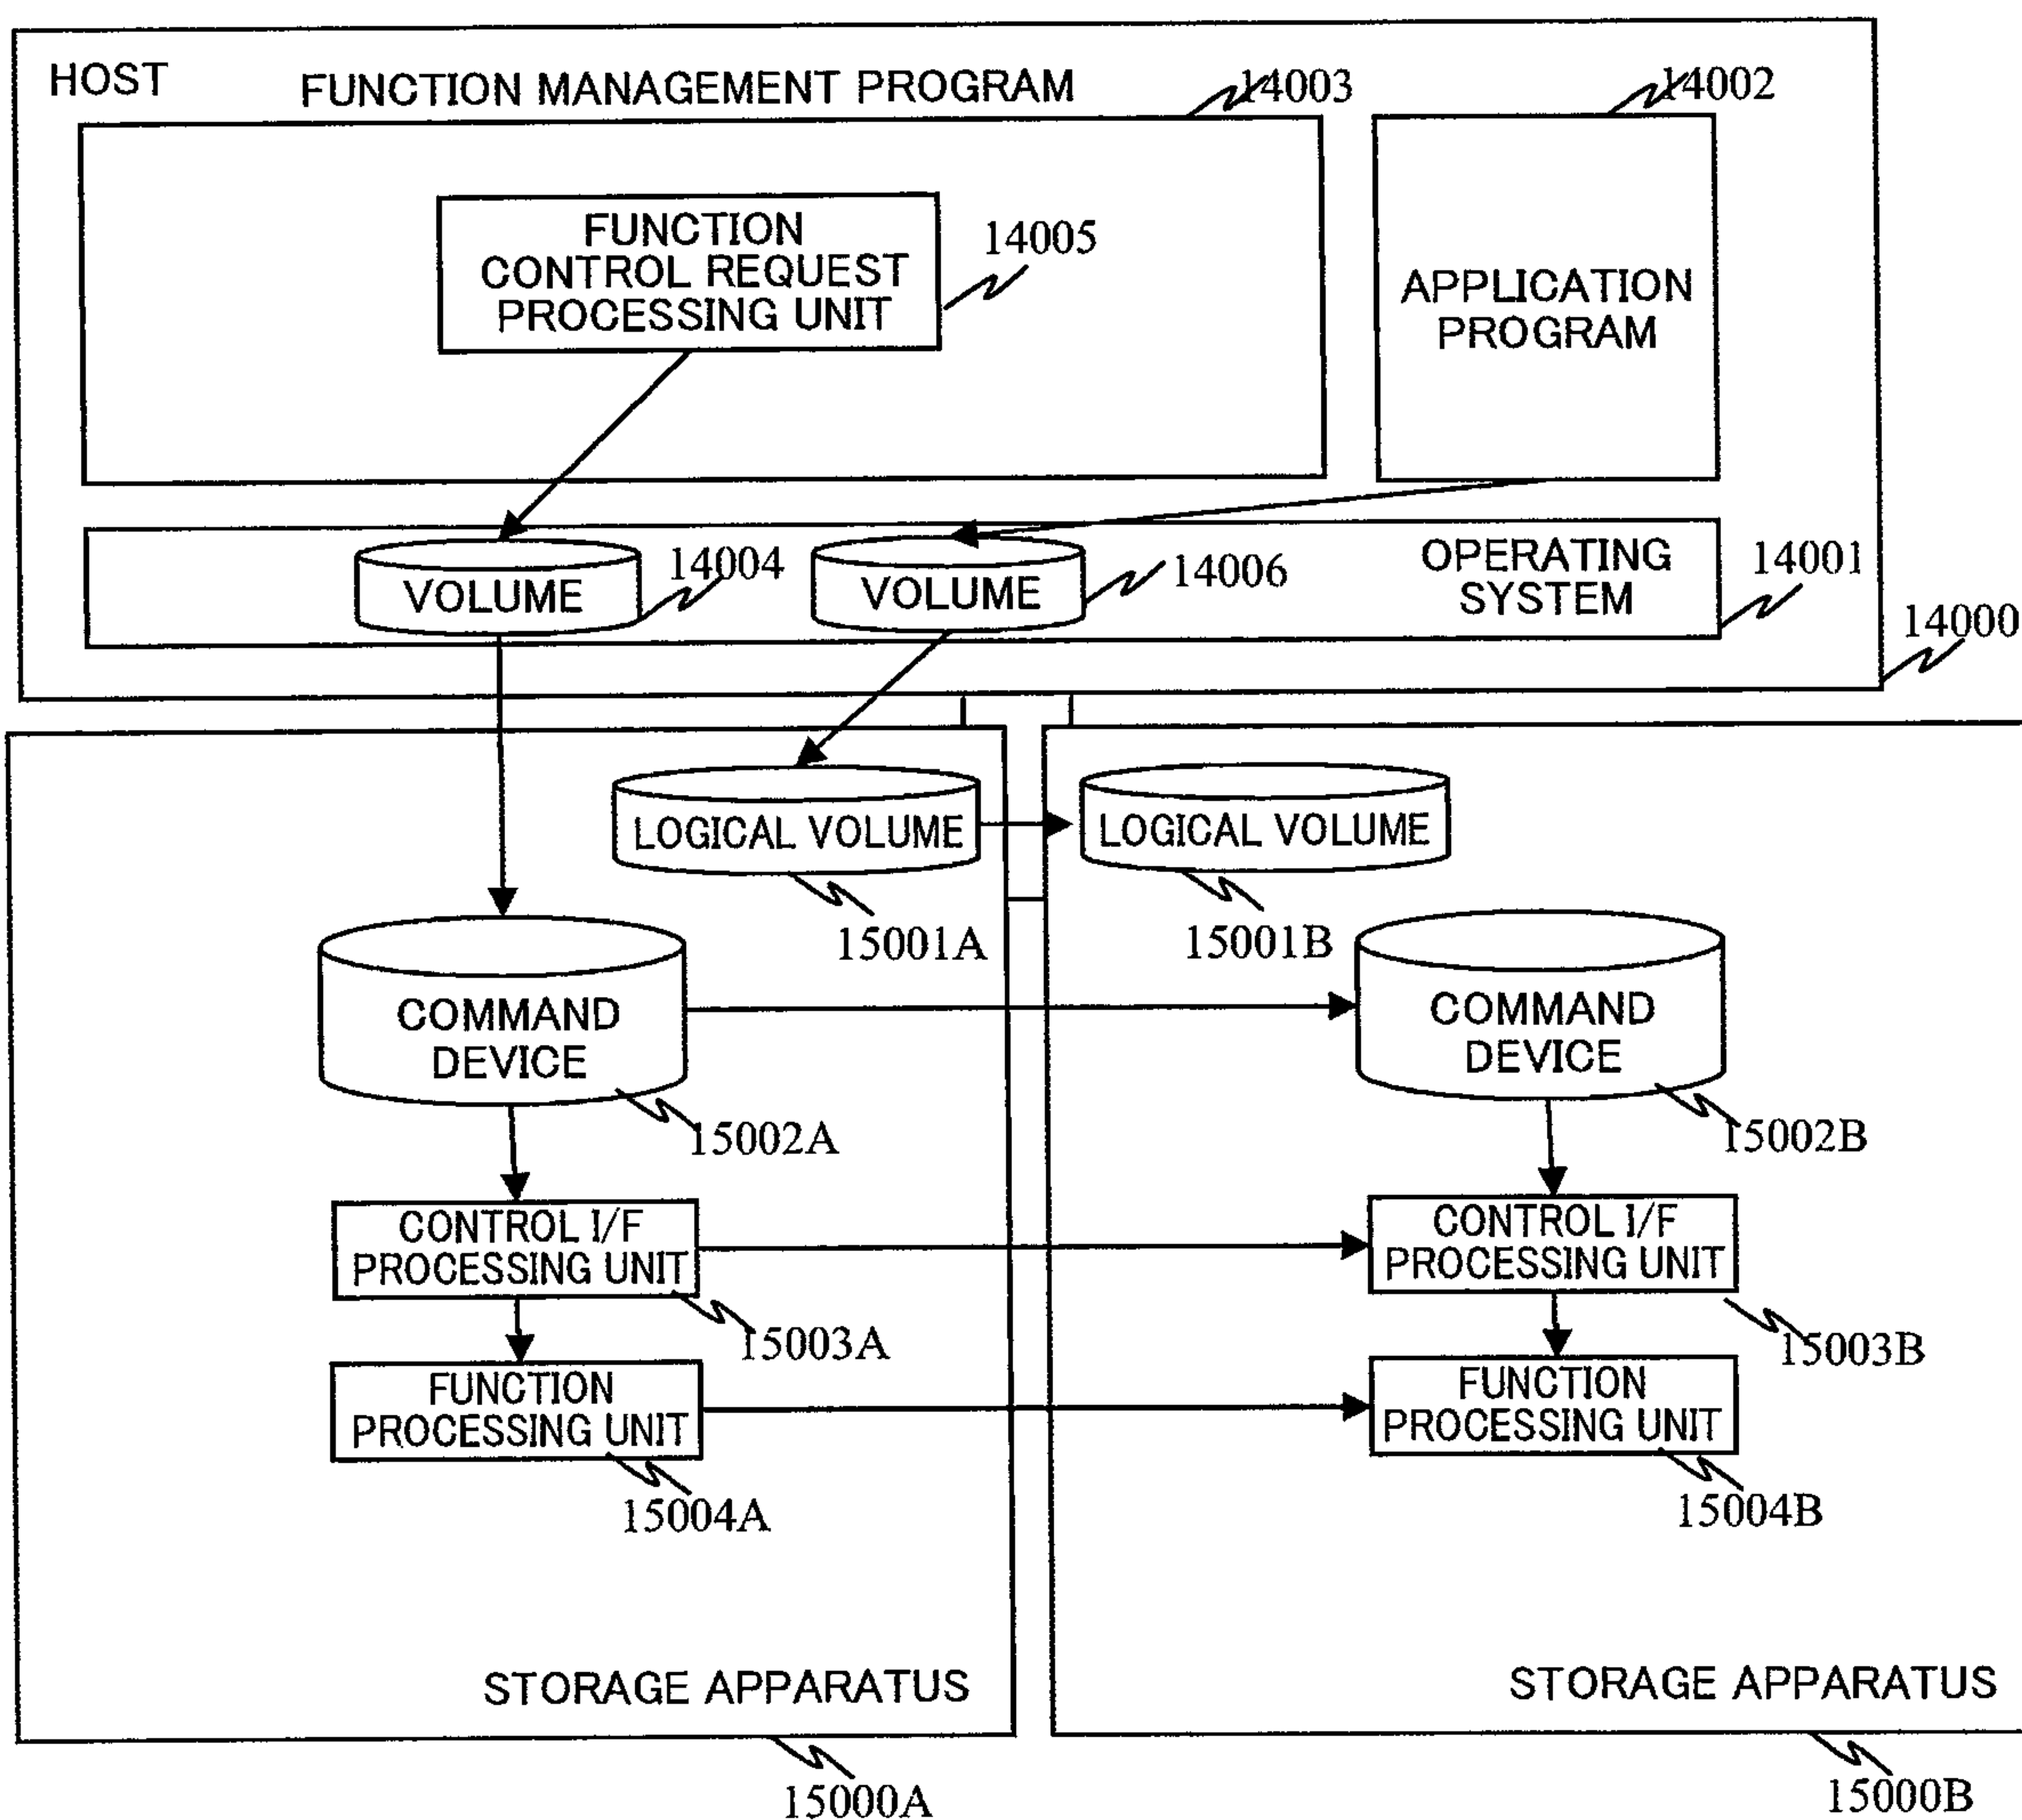 HOST
FUNCTION MANAGEMENT PROGRAM
14003
14002
FUNCTION
CONTROL REQUEST
PROCESSING UNIT
14005
APPLICATION
PROGRAM
VOLUME
14004
VOLUME
14006
OPERATING
SYSTEM
14001
14000
LOGICAL VOLUME
LOGICAL VOLUME
15001A
15001B
COMMAND
DEVICE
COMMAND
DEVICE
15002A
15002B
CONTROL I/F
PROCESSING UNIT
CONTROL I/F
PROCESSING UNIT
15003A
15003B
FUNCTION
PROCESSING UNIT
FUNCTION
PROCESSING UNIT
15004A
15004B
STORAGE APPARATUS
STORAGE APPARATUS
15000A
15000B